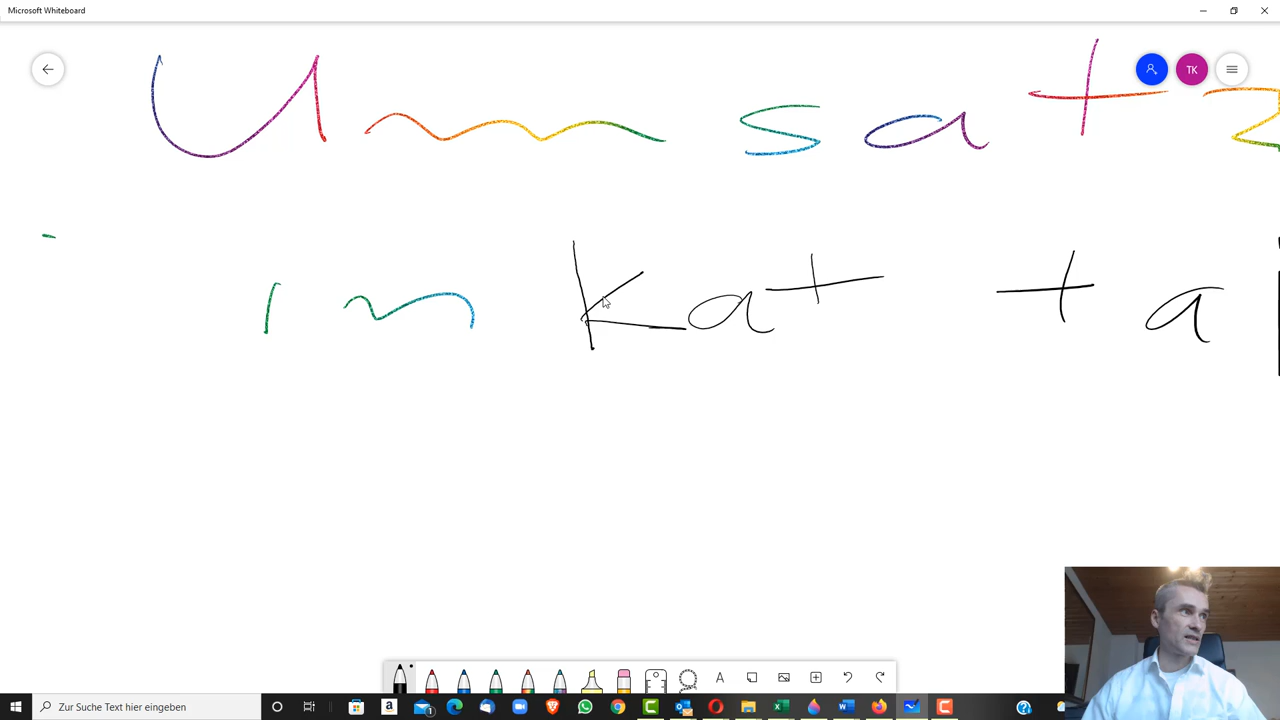 Microsoft Whiteboard
TK
Umsatz
im kat ta
A
Zur Suche Text hier eingeben